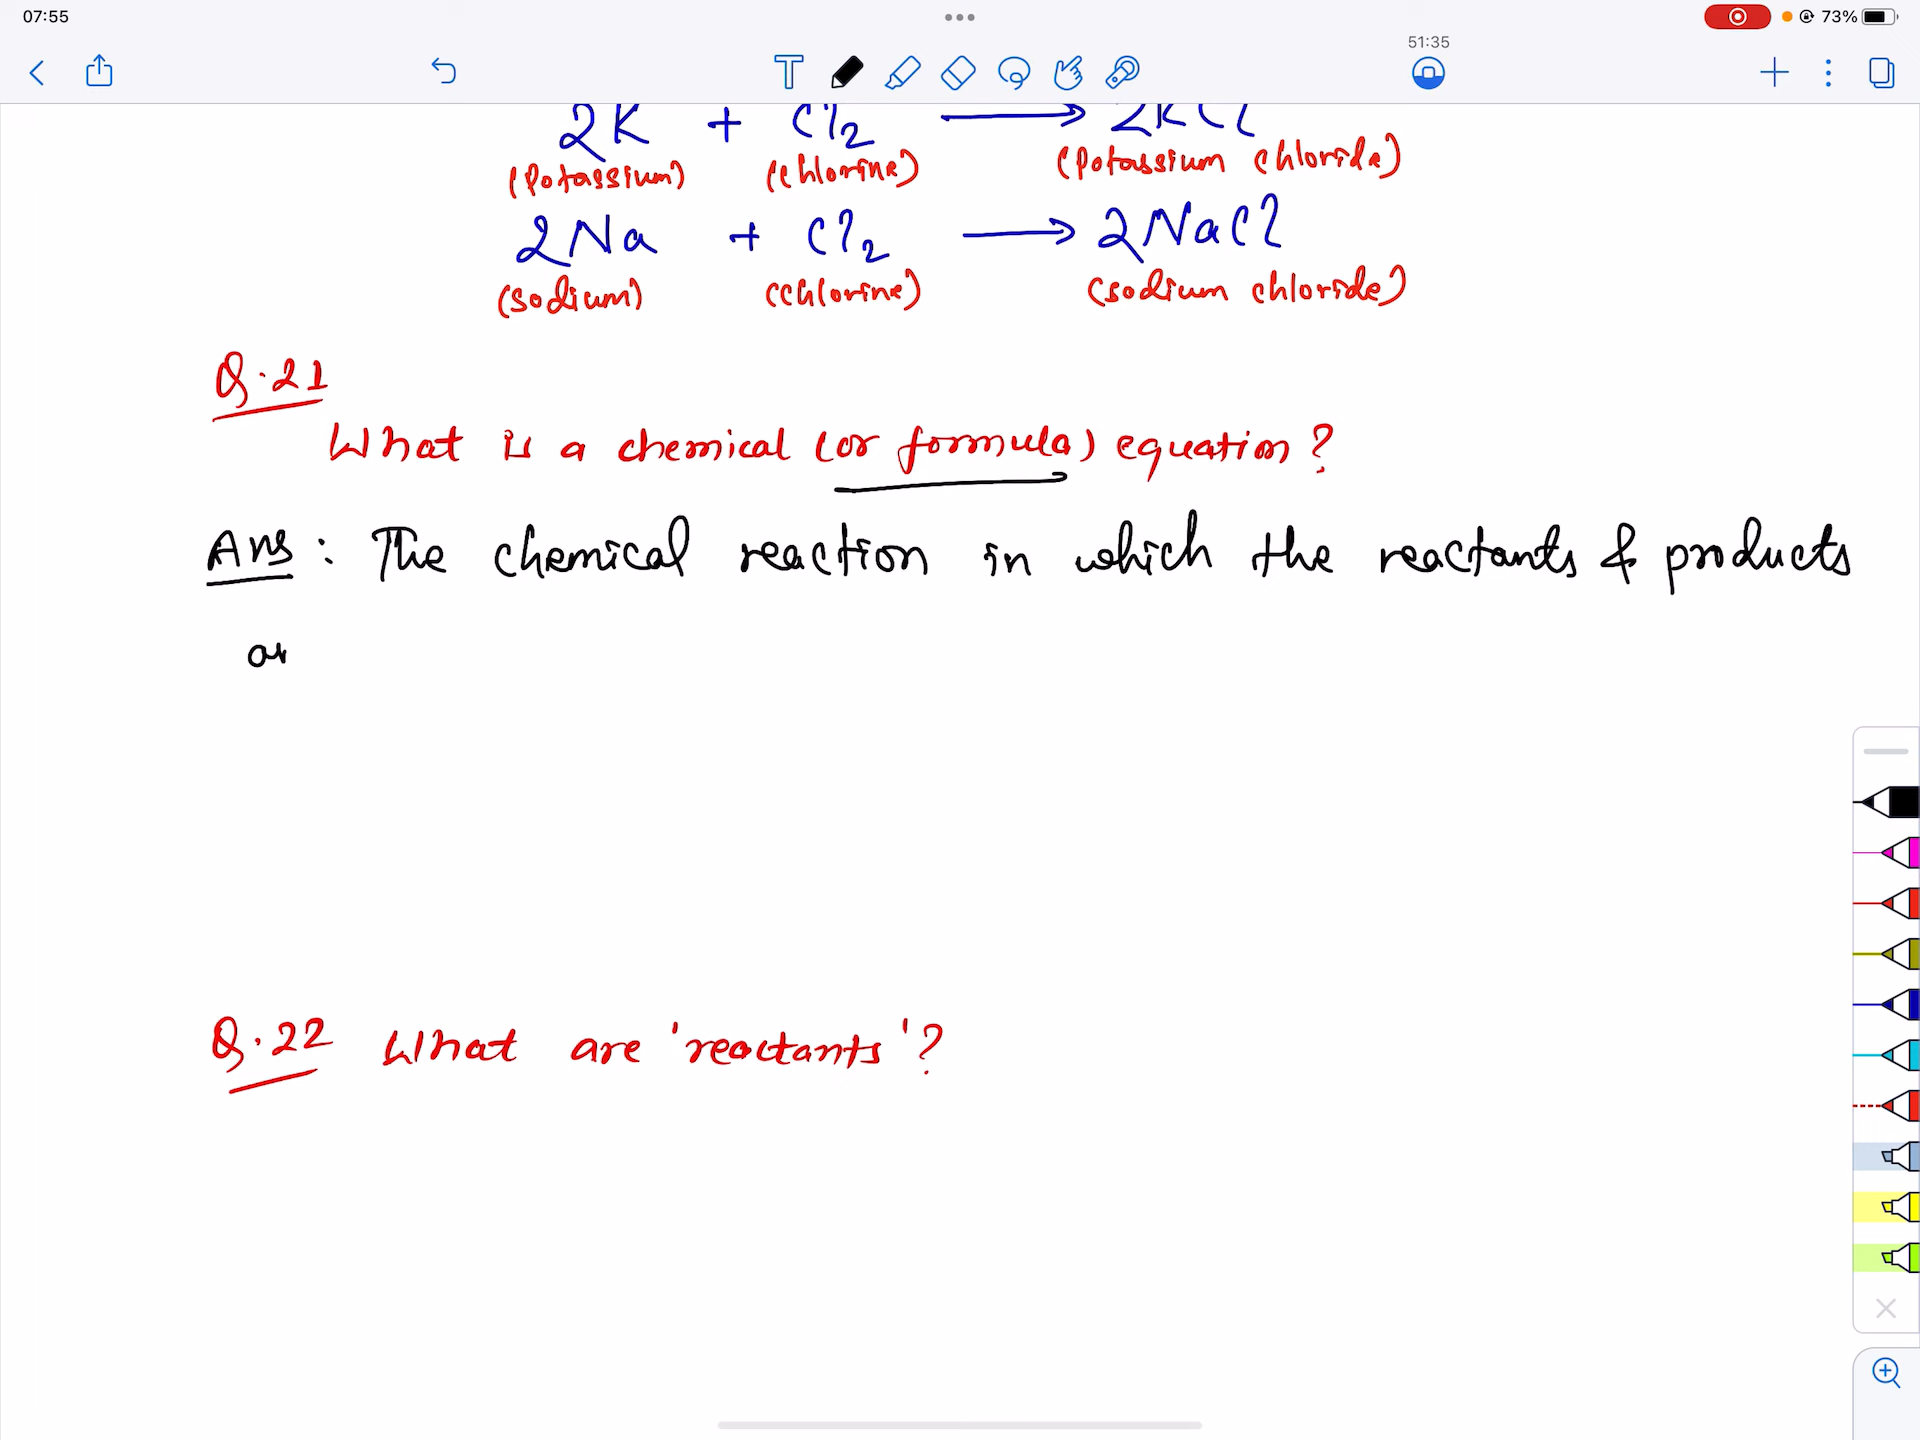 07:55
73%
51:35
2K + Cl₂ ⟶ 2KCl
(Potassium) (chlorine) (Potassium chloride)
2Na + Cl₂ ⟶ 2NaCl
(sodium) (chlorine) (sodium chloride)
Q.21
What is a chemical (or formula) equation?
Ans: The chemical reaction in which the reactants & products
Q.22 What are 'reactants'?